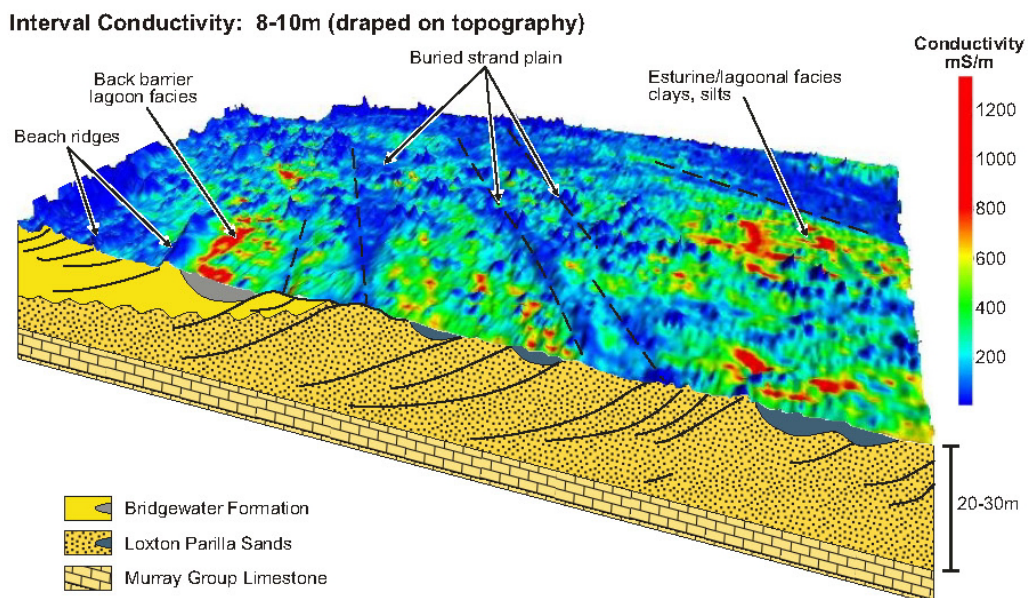 Interval Conductivity: 8-10m (draped on topography)
Buried strand plain
Conductivity
mS/m
Back barrier
lagoon facies
Esturine/lagoonal facies
clays, silts
Beach ridges
1200
1000
800
600
400
200
20-30m
Bridgewater Formation
Loxton Parilla Sands
Murray Group Limestone